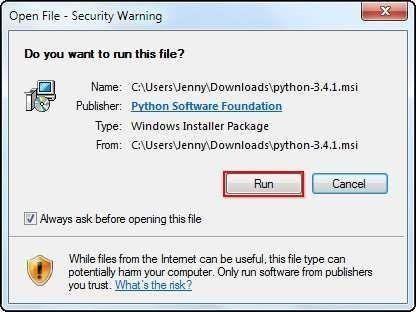 Open File - Security Warning
Do you want to run this file?
Name: C:\Users\Jenny\Downloads\python-3.4.1.msi
Publisher: Python Software Foundation
Type: Windows Installer Package
From: C:\Users\Jenny\Downloads\python-3.4.1.msi
Run Cancel
Always ask before opening this file
While files from the Internet can be useful, this file type can
potentially harm your computer. Only run software from publishers
you trust. What's the risk?